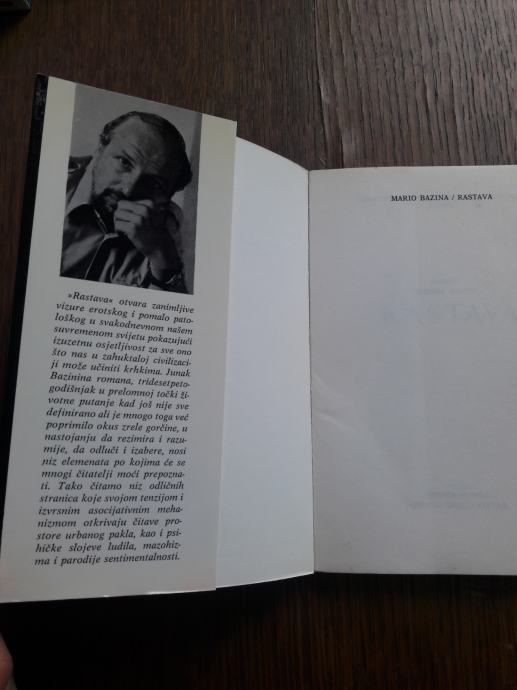 »Rastava« otvara zanimljive
vizure erotskog i pomalo pato-
loškog u svakodnevnom našem
suvremenom svijetu pokazujući
izuzetnu osjetljivost za sve ono
što nas u zahuktaloj civilizaci-
ji može učiniti krhkima. Junak
Bazinina romana, tridesetpeto-
godišnjak u prelomnoj točki ži-
votne putanje kad još nije sve
definirano ali je mnogo toga već
poprimilo okus zrele gorčine, u
nastojanju da rezimira i razu-
mije, da odluči i izabere, nosi
niz elemenata po kojima će se
mnogi čitatelji moći prepozna-
ti. Tako čitamo niz odličnih
stranica koje svojom tenzijom i
izvrsnim asocijativnim meha-
nizmom otkrivaju čitave pro-
store urbanog pakla, kao i psi-
hičke slojeve ludila, mazohiz-
ma i parodije sentimentalnosti.
MARIO BAZINA / RASTAVA